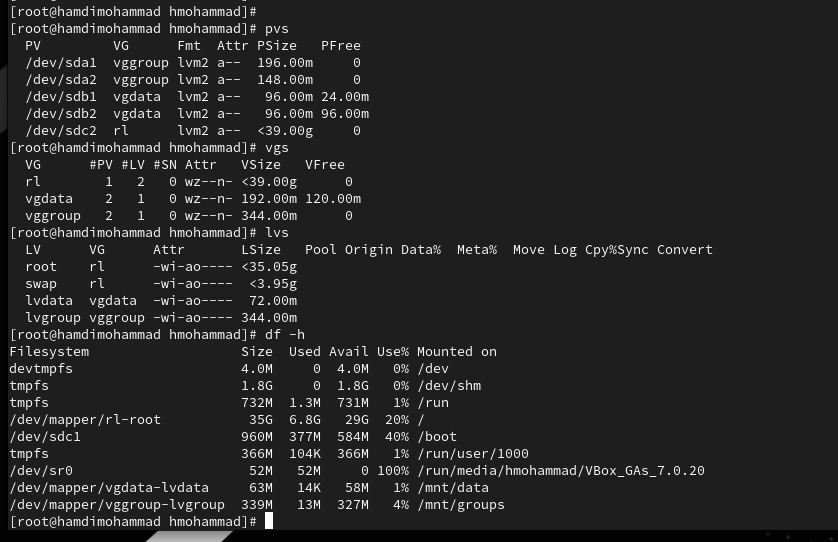 [root@hamdimohammad hmohammad]#
[root@hamdimohammad hmohammad]# pvs
  PV         VG      Fmt  Attr PSize   PFree
  /dev/sda1  vggroup lvm2 a--  196.00m     0
  /dev/sda2  vggroup lvm2 a--  148.00m     0
  /dev/sdb1  vgdata  lvm2 a--   96.00m 24.00m
  /dev/sdb2  vgdata  lvm2 a--   96.00m 96.00m
  /dev/sdc2  rl      lvm2 a--  <39.00g     0
[root@hamdimohammad hmohammad]# vgs
  VG      #PV #LV #SN Attr   VSize   VFree
  rl        1   2   0 wz--n- <39.00g     0
  vgdata    2   1   0 wz--n- 192.00m 120.00m
  vggroup   2   1   0 wz--n- 344.00m     0
[root@hamdimohammad hmohammad]# lvs
  LV      VG      Attr       LSize   Pool Origin Data%  Meta%  Move Log Cpy%Sync Convert
  root    rl      -wi-ao---- <35.05g
  swap    rl      -wi-ao----  <3.95g
  lvdata  vgdata  -wi-ao----  72.00m
  lvgroup vggroup -wi-ao---- 344.00m
[root@hamdimohammad hmohammad]# df -h
Filesystem                   Size  Used Avail Use% Mounted on
devtmpfs                     4.0M     0  4.0M   0% /dev
tmpfs                        1.8G     0  1.8G   0% /dev/shm
tmpfs                        732M  1.3M  731M   1% /run
/dev/mapper/rl-root           35G  6.8G   29G  20% /
/dev/sdc1                    960M  377M  584M  40% /boot
tmpfs                        366M  104K  366M   1% /run/user/1000
/dev/sr0                      52M   52M     0 100% /run/media/hmohammad/VBox_GAs_7.0.20
/dev/mapper/vgdata-lvdata     63M   14K   58M   1% /mnt/data
/dev/mapper/vggroup-lvgroup  339M   13M  327M   4% /mnt/groups
[root@hamdimohammad hmohammad]#